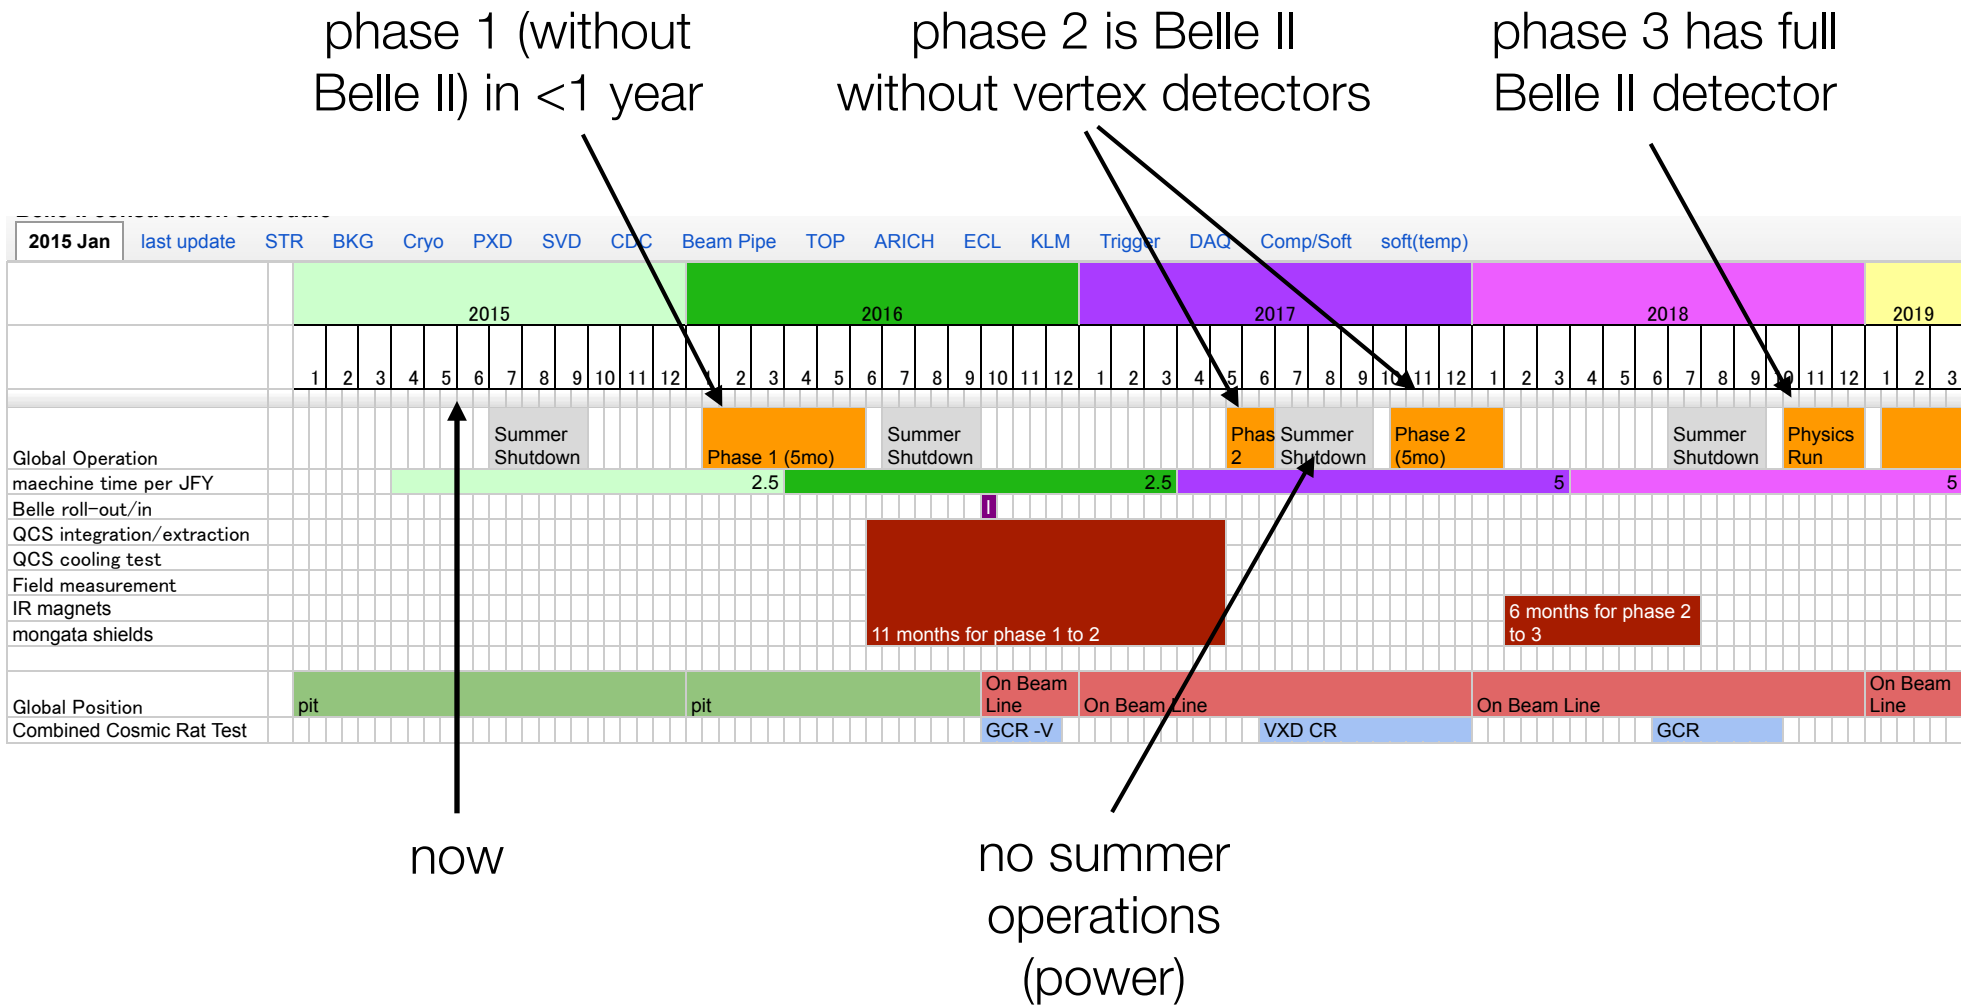 phase 1 (without
Belle II) in <1 year
phase 2 is Belle II
without vertex detectors
phase 3 has full
Belle II detector
2015 Jan last update STR BKG Cryo PXD SVD CDC Beam Pipe TOP ARICH ECL KLM Trigger DAQ Comp/Soft soft(temp)
2015 2016 2017 2018 2019
1 2 3 4 5 6 7 8 9 10 11 12 1 2 3 4 5 6 7 8 9 10 11 12 1 2 3 4 5 6 7 8 9 10 11 12 1 2 3 4 5 6 7 8 9 10 11 12 1 2 3
Global Operation
Summer
Shutdown
Phase 1 (5mo)
Summer
Shutdown
Phas
2
Summer
Shutdown
Phase 2
(5mo)
Summer
Shutdown
Physics
Run
maechine time per JFY 2.5 2.5 5 5
Belle roll-out/in I
QCS integration/extraction
QCS cooling test
Field measurement
IR magnets
mongata shields
11 months for phase 1 to 2
6 months for phase 2
to 3
Global Position
pit
pit
On Beam
Line
On Beam Line
On Beam Line
On Beam
Line
Combined Cosmic Rat Test GCR -V VXD CR GCR
now
no summer
operations
(power)